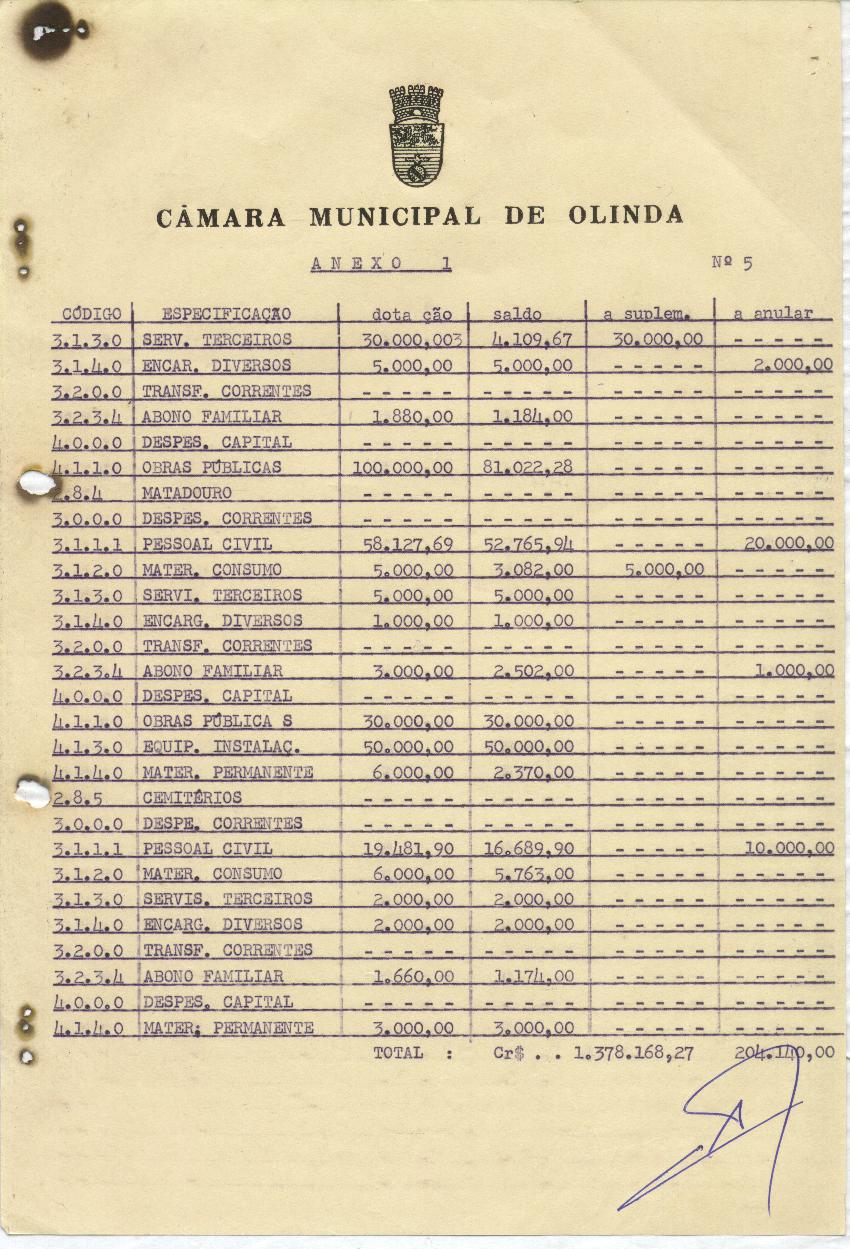 CÂMARA MUNICIPAL DE OLINDA
A N E X O 1 Nº 5
CÓDIGO ESPECIFICAÇÃO dota ção saldo a suplem. a anular
3.1.3.0 SERV. TERCEIROS 30.000,003 4.109,67 30.000,00 - - - - -
3.1.4.0 ENCAR. DIVERSOS 5.000,00 5.000,00 - - - - - 2.000,00
3.2.0.0 TRANSF. CORRENTES - - - - - - - - - - - - - - - - - - - -
3.2.3.4 ABONO FAMILIAR 1.880,00 1.184,00 - - - - - - - - - -
4.0.0.0 DESPES. CAPITAL - - - - - - - - - - - - - - - - - - - -
4.1.1.0 OBRAS PÚBLICAS 100.000,00 81.022,28 - - - - - - - - - -
2.8.4 MATADOURO - - - - - - - - - - - - - - - - - - - -
3.0.0.0 DESPES. CORRENTES - - - - - - - - - - - - - - - - - - - -
3.1.1.1 PESSOAL CIVIL 58.127,69 52.765,94 - - - - - 20.000,00
3.1.2.0 MATER. CONSUMO 5.000,00 3.082,00 5.000,00 - - - - -
3.1.3.0 SERVI. TERCEIROS 5.000,00 5.000,00 - - - - - - - - - -
3.1.4.0 ENCARG. DIVERSOS 1.000,00 1.000,00 - - - - - - - - - -
3.2.0.0 TRANSF. CORRENTES - - - - - - - - - - - - - - - - - - - -
3.2.3.4 ABONO FAMILIAR 3.000,00 2.502,00 - - - - - 1.000,00
4.0.0.0 DESPES. CAPITAL - - - - - - - - - - - - - - - - - - - -
4.1.1.0 OBRAS PÚBLICA S 30.000,00 30.000,00 - - - - - - - - - -
4.1.3.0 EQUIP. INSTALAÇ. 50.000,00 50.000,00 - - - - - - - - - -
4.1.4.0 MATER. PERMANENTE 6.000,00 2.370,00 - - - - - - - - - -
2.8.5 CEMITÉRIOS - - - - - - - - - - - - - - - - - - - -
3.0.0.0 DESPE. CORRENTES - - - - - - - - - - - - - - - - - - - -
3.1.1.1 PESSOAL CIVIL 19.481,90 16.689,90 - - - - - 10.000,00
3.1.2.0 MATER. CONSUMO 6.000,00 5.763,00 - - - - - - - - - -
3.1.3.0 SERVIS. TERCEIROS 2.000,00 2.000,00 - - - - - - - - - -
3.1.4.0 ENCARG. DIVERSOS 2.000,00 2.000,00 - - - - - - - - - -
3.2.0.0 TRANSF. CORRENTES - - - - - - - - - - - - - - - - - - - -
3.2.3.4 ABONO FAMILIAR 1.660,00 1.174,00 - - - - - - - - - -
4.0.0.0 DESPES. CAPITAL - - - - - - - - - - - - - - - - - - - -
4.1.4.0 MATER; PERMANENTE 3.000,00 3.000,00 - - - - - - - - - -
TOTAL : Cr$ . . 1.378.168,27 204.140,00